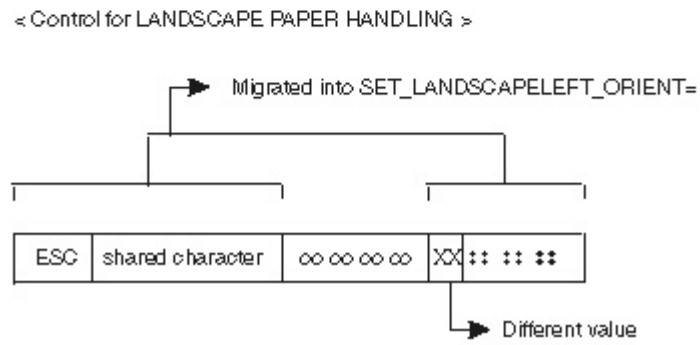 < Control for LANDSCAPE PAPER HANDLING >
Migrated into SET_LANDSCAPELEFT_ORIENT=
ESC shared character ∞ ∞ ∞ ∞ XX :: :: ::
Different value